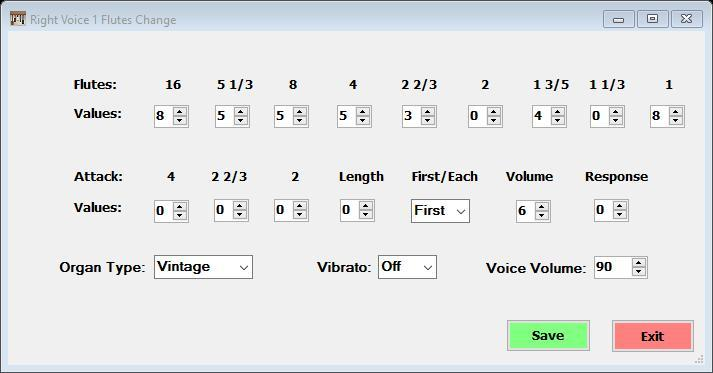 Right Voice 1 Flutes Change
Flutes: 16 5 1/3 8 4 2 2/3 2 1 3/5 1 1/3 1
Values: 8 5 5 5 3 0 4 0 8
Attack: 4 2 2/3 2 Length First/Each Volume Response
Values: 0 0 0 0 First 6 0
Organ Type: Vintage Vibrato: Off Voice Volume: 90
Save Exit